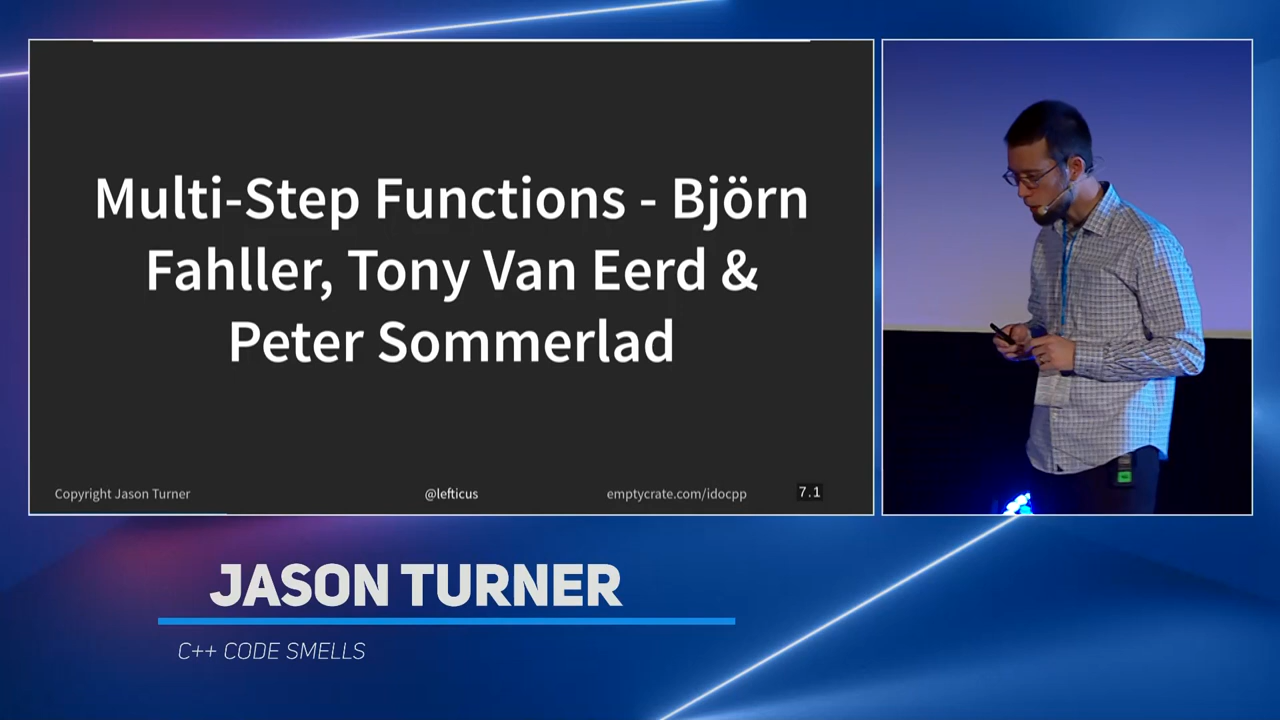 Multi-Step Functions - Björn
Fahller, Tony Van Eerd &
Peter Sommerlad
Copyright Jason Turner
@lefticus
emptycrate.com/idocpp
7.1
JASON TURNER
C++ CODE SMELLS